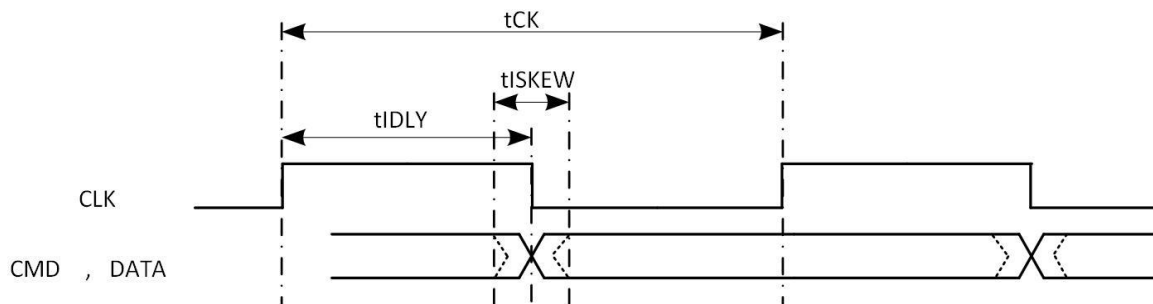 tCK
tISKEW
tIDLY
CLK
CMD , DATA